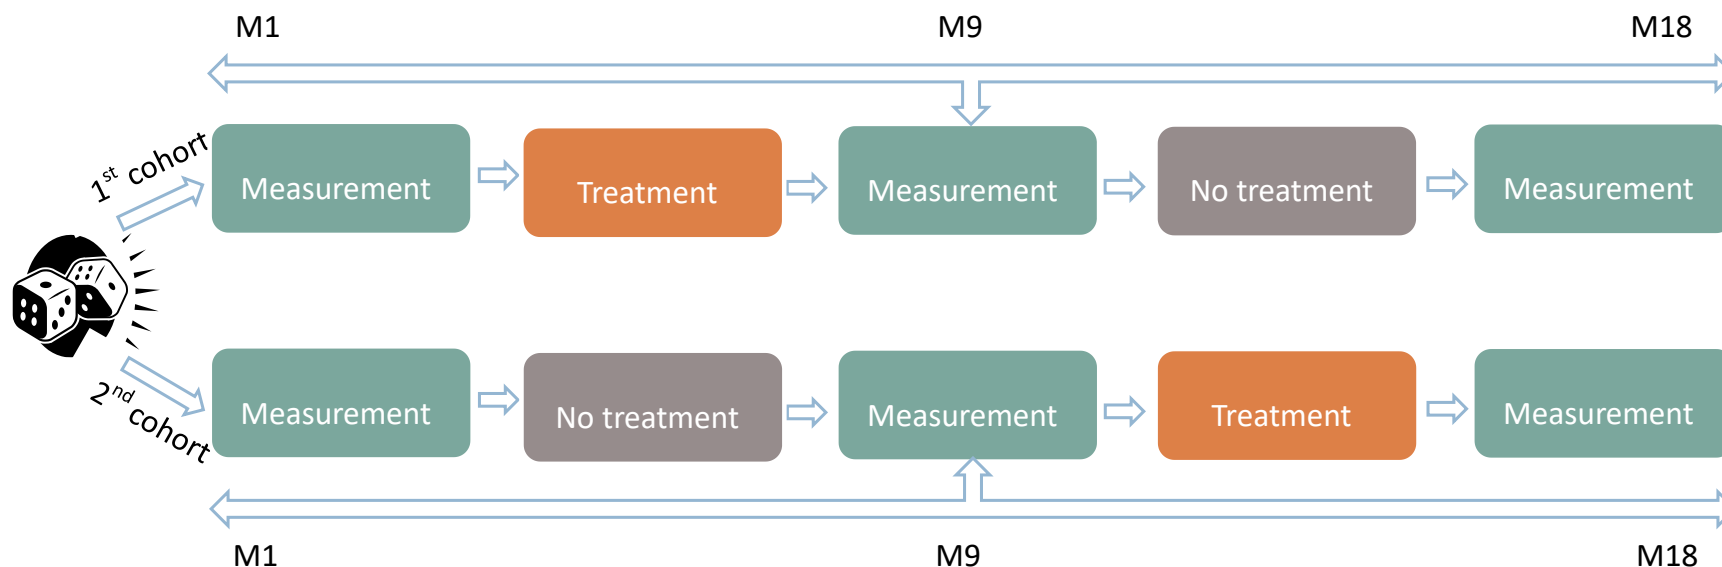 M1 M9 M18
1st cohort
Measurement Treatment Measurement No treatment Measurement
2nd cohort
Measurement No treatment Measurement Treatment Measurement
M1 M9 M18